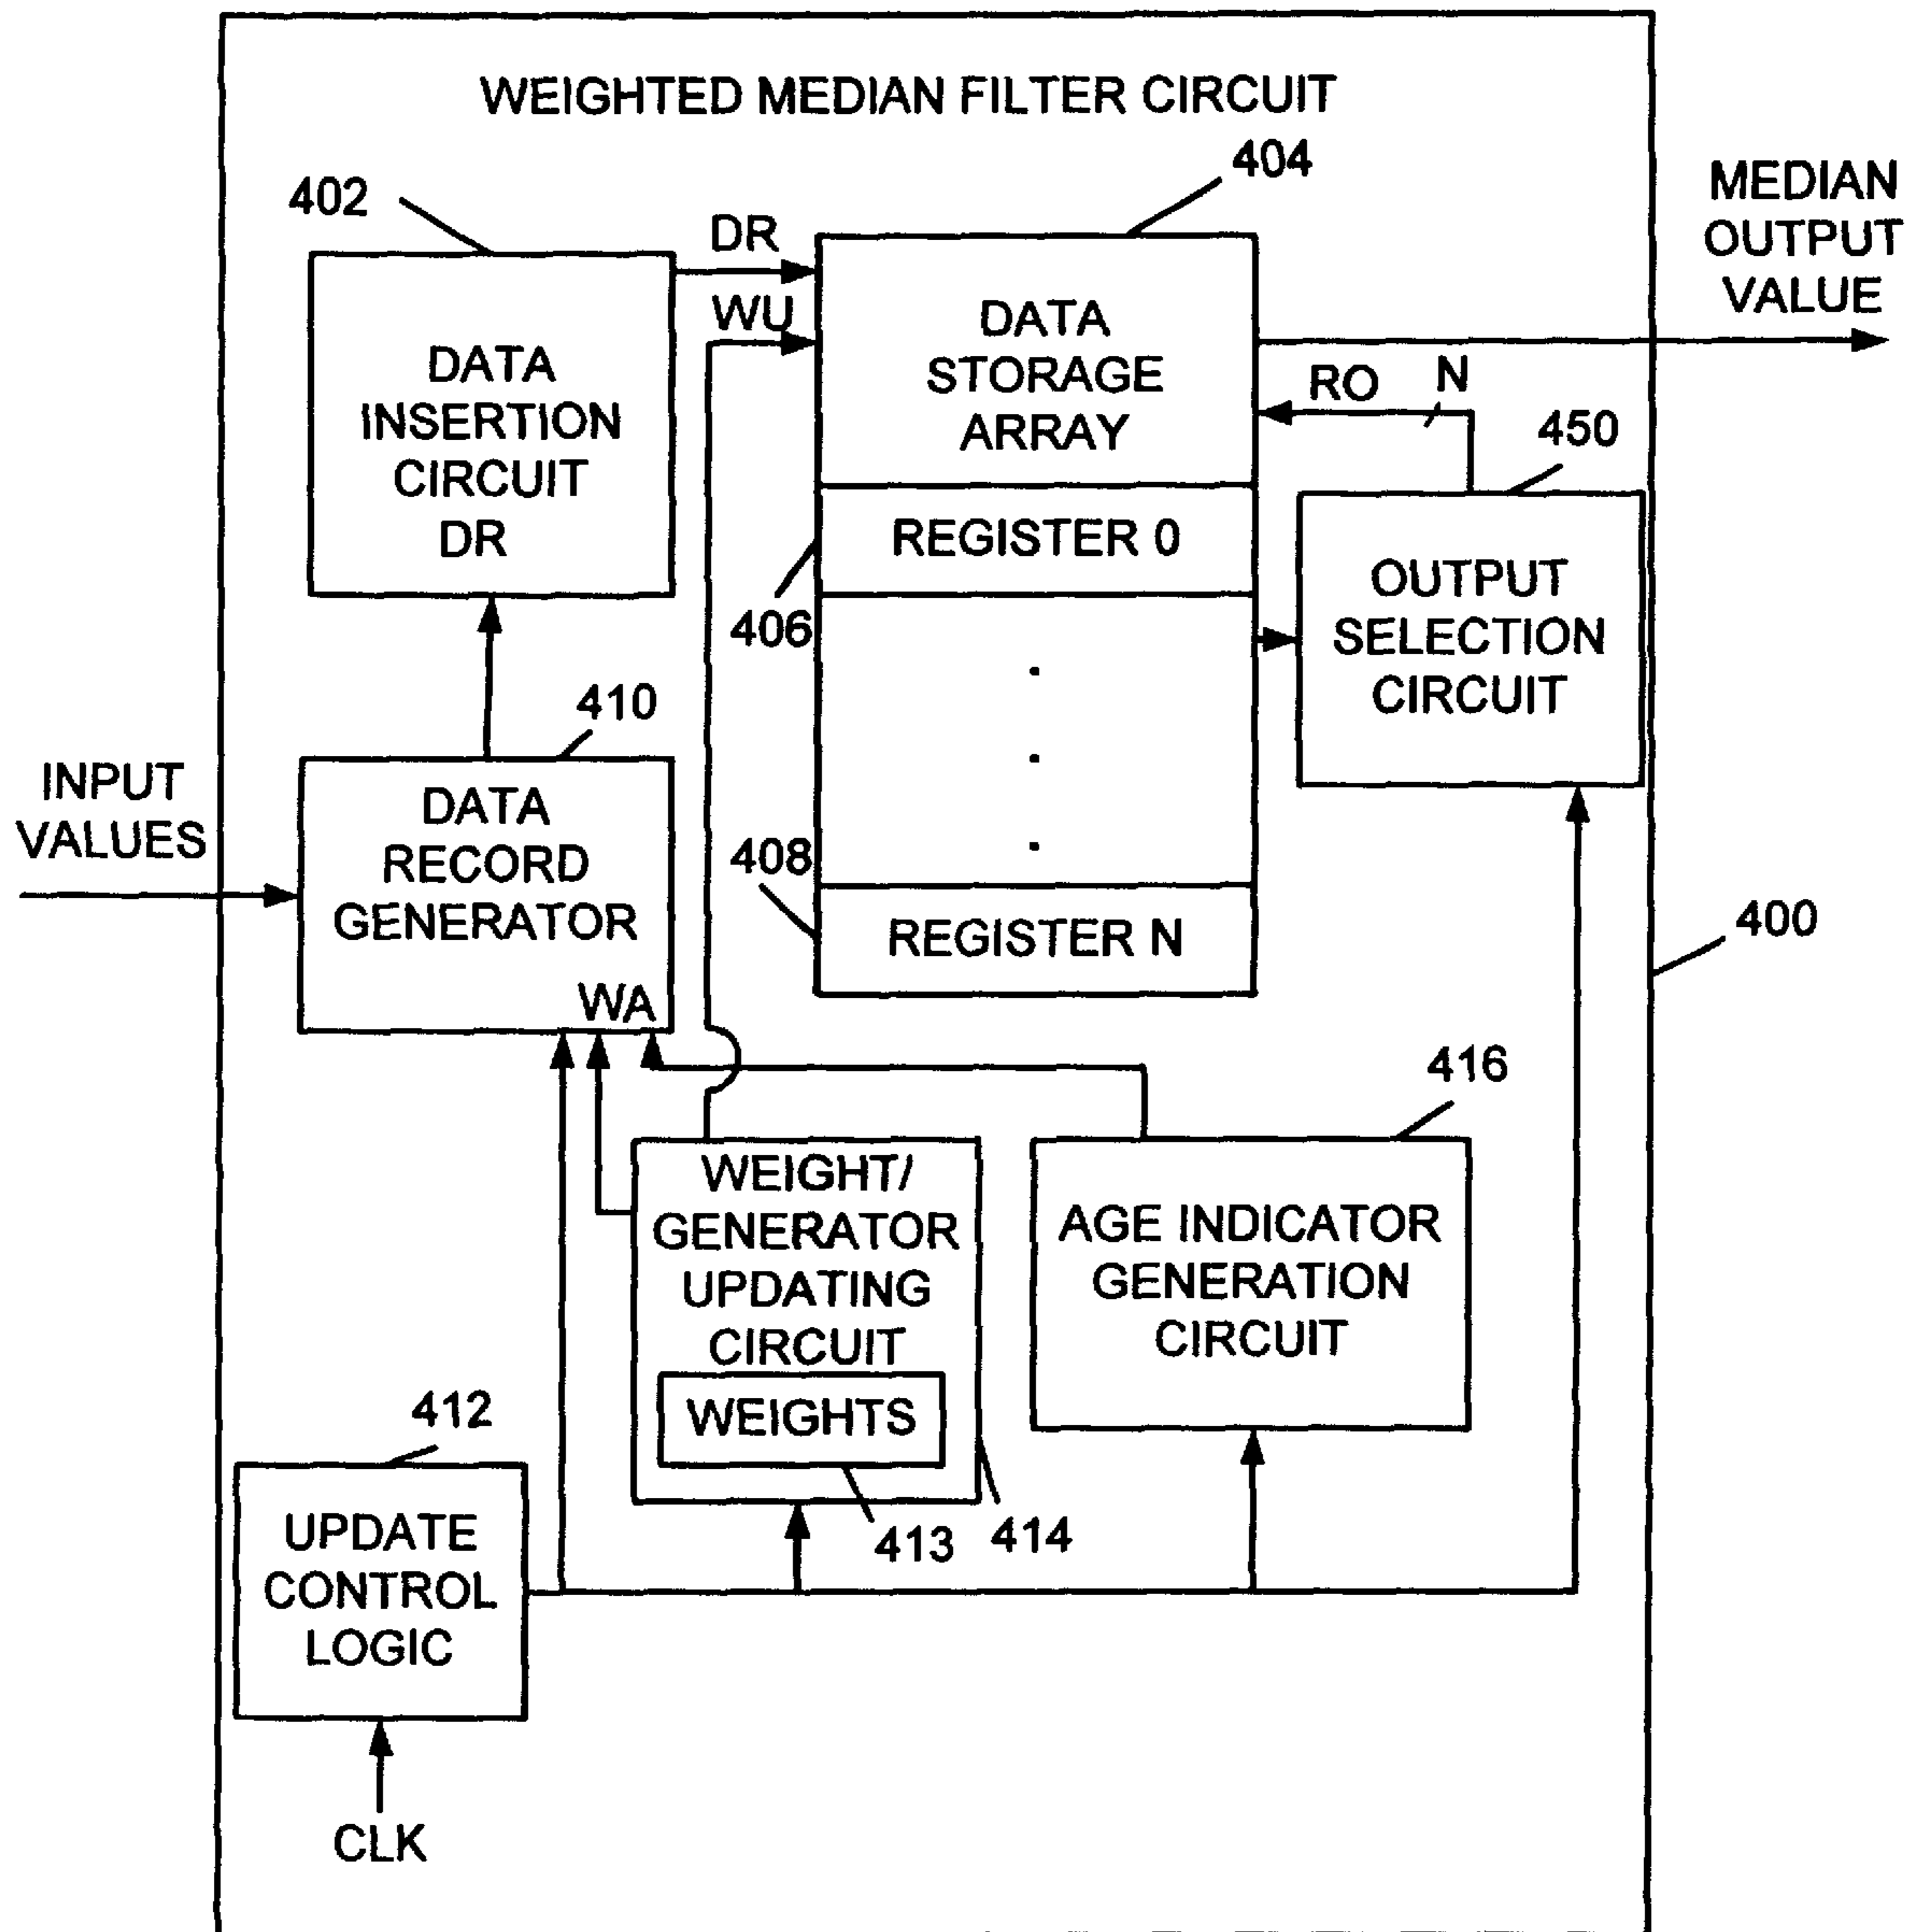 WEIGHTED MEDIAN FILTER CIRCUIT
404
402
DR
WU
MEDIAN
OUTPUT
VALUE
DATA
STORAGE
ARRAY
DATA
INSERTION
CIRCUIT
DR
RO
N
450
REGISTER 0
406
OUTPUT
SELECTION
CIRCUIT
.
.
.
410
INPUT
VALUES
DATA
RECORD
GENERATOR
WA
408
REGISTER N
400
416
WEIGHT/
GENERATOR
UPDATING
CIRCUIT
WEIGHTS
AGE INDICATOR
GENERATION
CIRCUIT
412
413
414
UPDATE
CONTROL
LOGIC
CLK